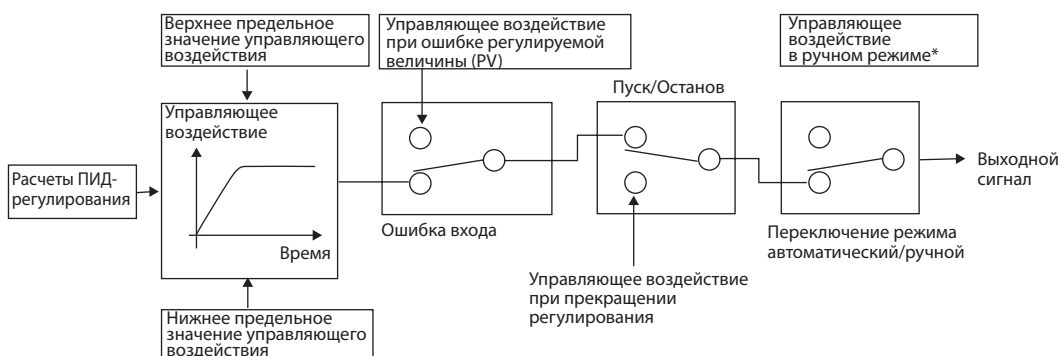 Верхнее предельное
значение управляющего
воздействия
Управляющее воздействие
при ошибке регулируемой
величины (PV)
Управляющее
воздействие
в ручном режиме*
Управляющее
воздействие
Время
Расчеты ПИД-
регулирования
Пуск/Останов
Ошибка входа
Выходной
сигнал
Переключение режима
автоматический/ручной
Управляющее воздействие
при прекращении
регулирования
Нижнее предельное
значение управляющего
воздействия